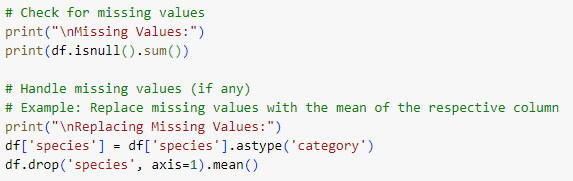 # Check for missing values
print("\nMissing Values:")
print(df.isnull().sum())
# Handle missing values (if any)
# Example: Replace missing values with the mean of the respective column
print("\nReplacing Missing Values:")
df['species'] = df['species'].astype('category')
df.drop('species', axis=1).mean()